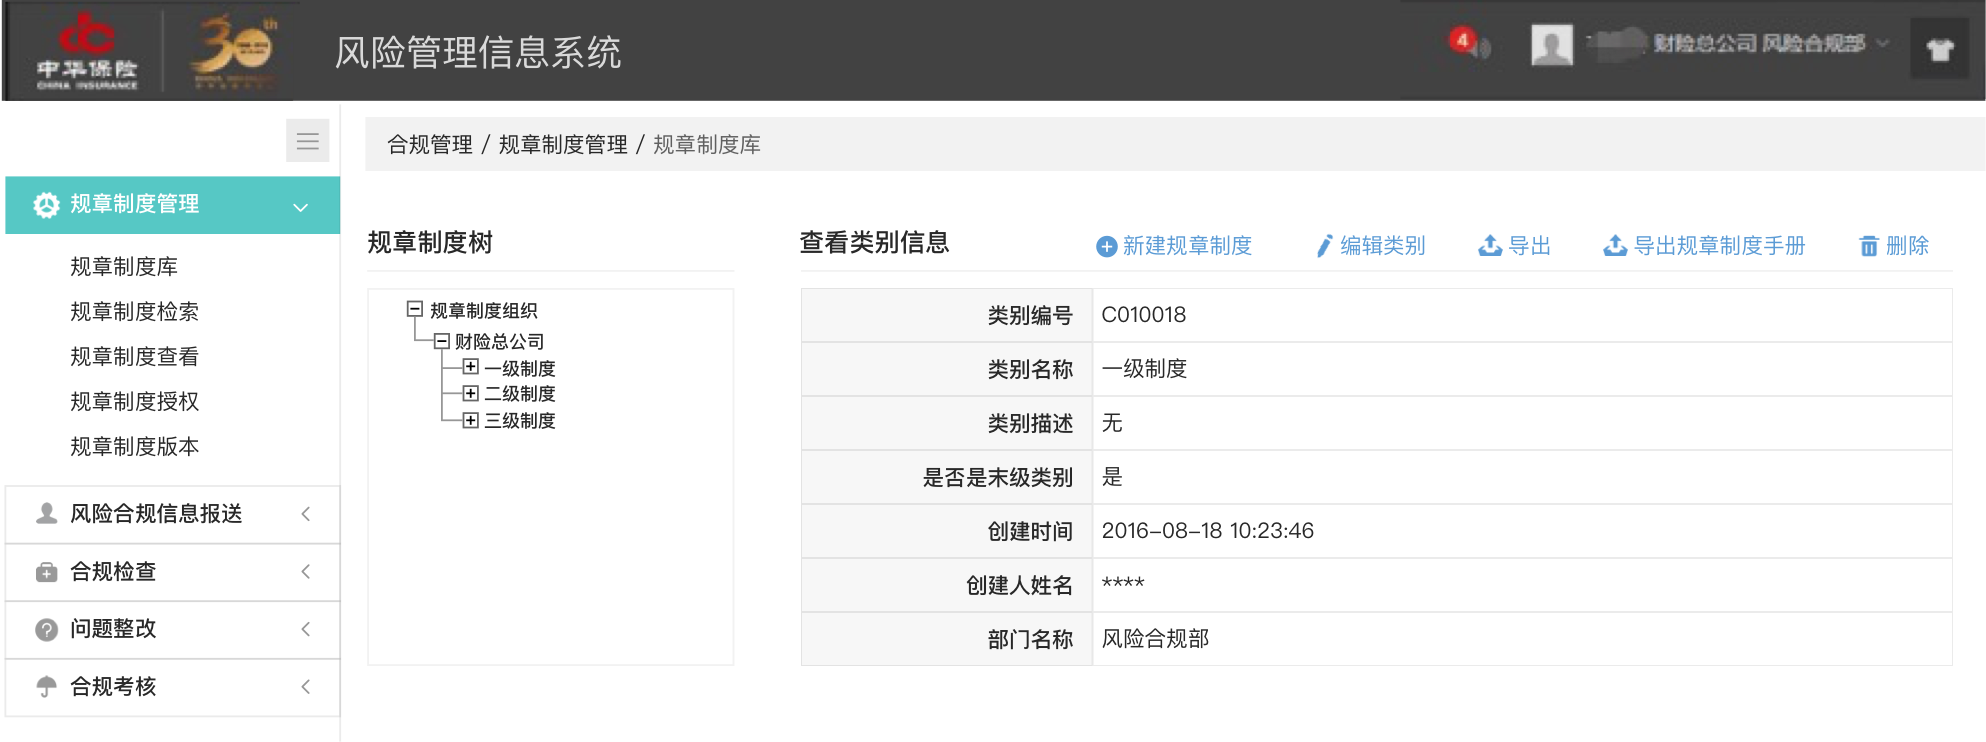 中华保险
CHINA INSURANCE
30th
风险管理信息系统
4
财险总公司 风险合规部
合规管理 / 规章制度管理 / 规章制度库
规章制度管理
规章制度库
规章制度检索
规章制度查看
规章制度授权
规章制度版本
风险合规信息报送
合规检查
问题整改
合规考核
规章制度树
规章制度组织
财险总公司
一级制度
二级制度
三级制度
查看类别信息 新建规章制度 编辑类别 导出 导出规章制度手册 删除
类别编号 C010018
类别名称 一级制度
类别描述 无
是否是末级类别 是
创建时间 2016-08-18 10:23:46
创建人姓名 ****
部门名称 风险合规部